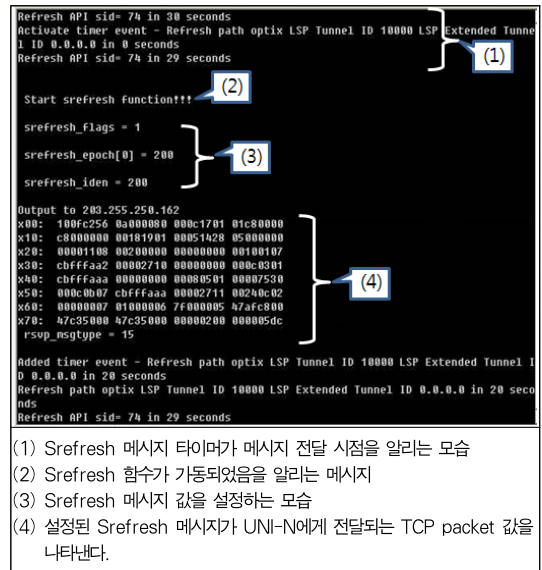 Refresh API sid= 74 in 30 seconds
Activate timer event - Refresh path optix LSP Tunnel ID 10000 LSP Extended Tunne
l ID 0.0.0.0 in 0 seconds
Refresh API sid= 74 in 29 seconds
(1)
(2)
Start srefresh function!!!
srefresh_flags = 1
srefresh_epoch[0] = 200
(3)
srefresh_iden = 200
Output to 203.255.250.162
x00: 100fc256 0a000080 000c1701 01c80000
x10: c8000000 00181901 00051428 05000000
x20: 00001108 00200000 00000000 00100107
x30: cbfffaa2 00002710 00000000 000c0301
x40: cbfffaaa 00000000 00080501 00007530
x50: 000c0b07 cbfffaaa 00002711 00240c02
x60: 00000007 01000006 7f000005 47afc800
x70: 47c35000 47c35000 00000200 000005dc
(4)
rsvp_msgtype = 15
Added timer event - Refresh path optix LSP Tunnel ID 10000 LSP Extended Tunnel I
D 0.0.0.0 in 20 seconds
Refresh path optix LSP Tunnel ID 10000 LSP Extended Tunnel ID 0.0.0.0 in 20 seco
nds
Refresh API sid= 74 in 29 seconds
(1) Srefresh 메시지 타이머가 메시지 전달 시점을 알리는 모습
(2) Srefresh 함수가 가동되었음을 알리는 메시지
(3) Srefresh 메시지 값을 설정하는 모습
(4) 설정된 Srefresh 메시지가 UNI-N에게 전달되는 TCP packet 값을
나타낸다.